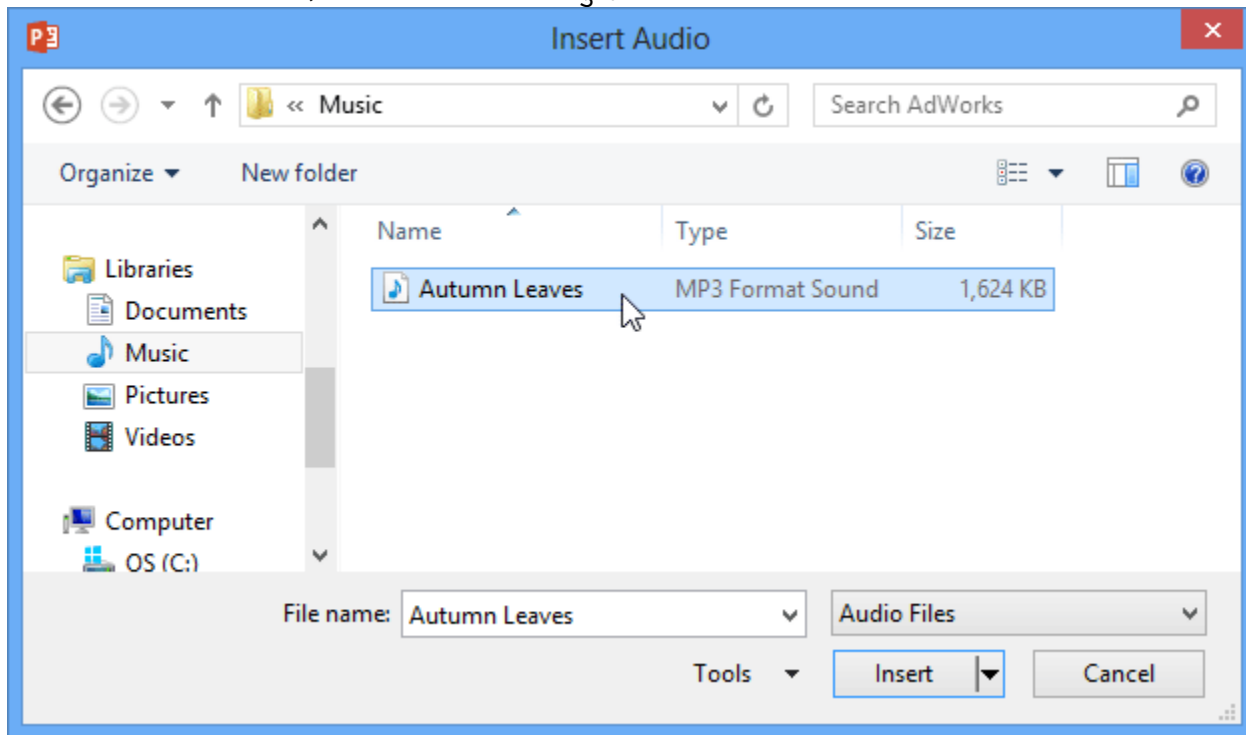 Insert Audio
« Music
Search AdWorks
Organize New folder
Name Type Size
Libraries
Autumn Leaves MP3 Format Sound 1,624 KB
Documents
Music
Pictures
Videos
Computer
OS (C:)
File name: Autumn Leaves Audio Files
Tools Insert Cancel